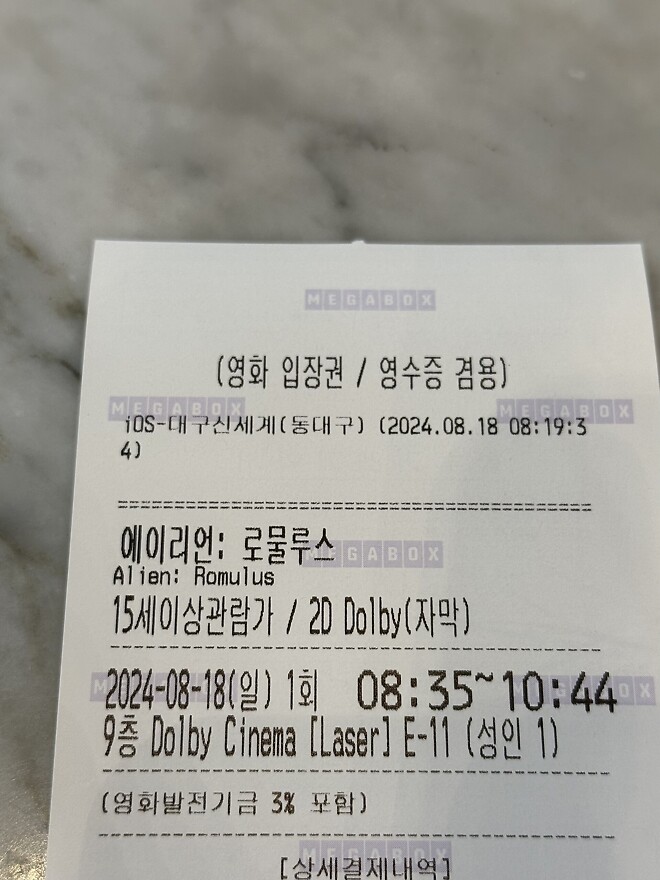 MEGABOX
(영화 입장권 / 영수증 겸용)
MEGABOX MEGABOX
iOS-대구신세계(동대구) (2024.08.18 08:19:3
4)
에이리언: 로물루스
MEGABOX
Alien: Romulus
15세이상관람가 / 2D Dolby(자막)
2024-08-18(일) 1회 08:35~10:44
9층 Dolby Cinema [Laser] E-11 (성인 1)
(영화발전기금 3% 포함)
MEGABOX
[상세결제내역]